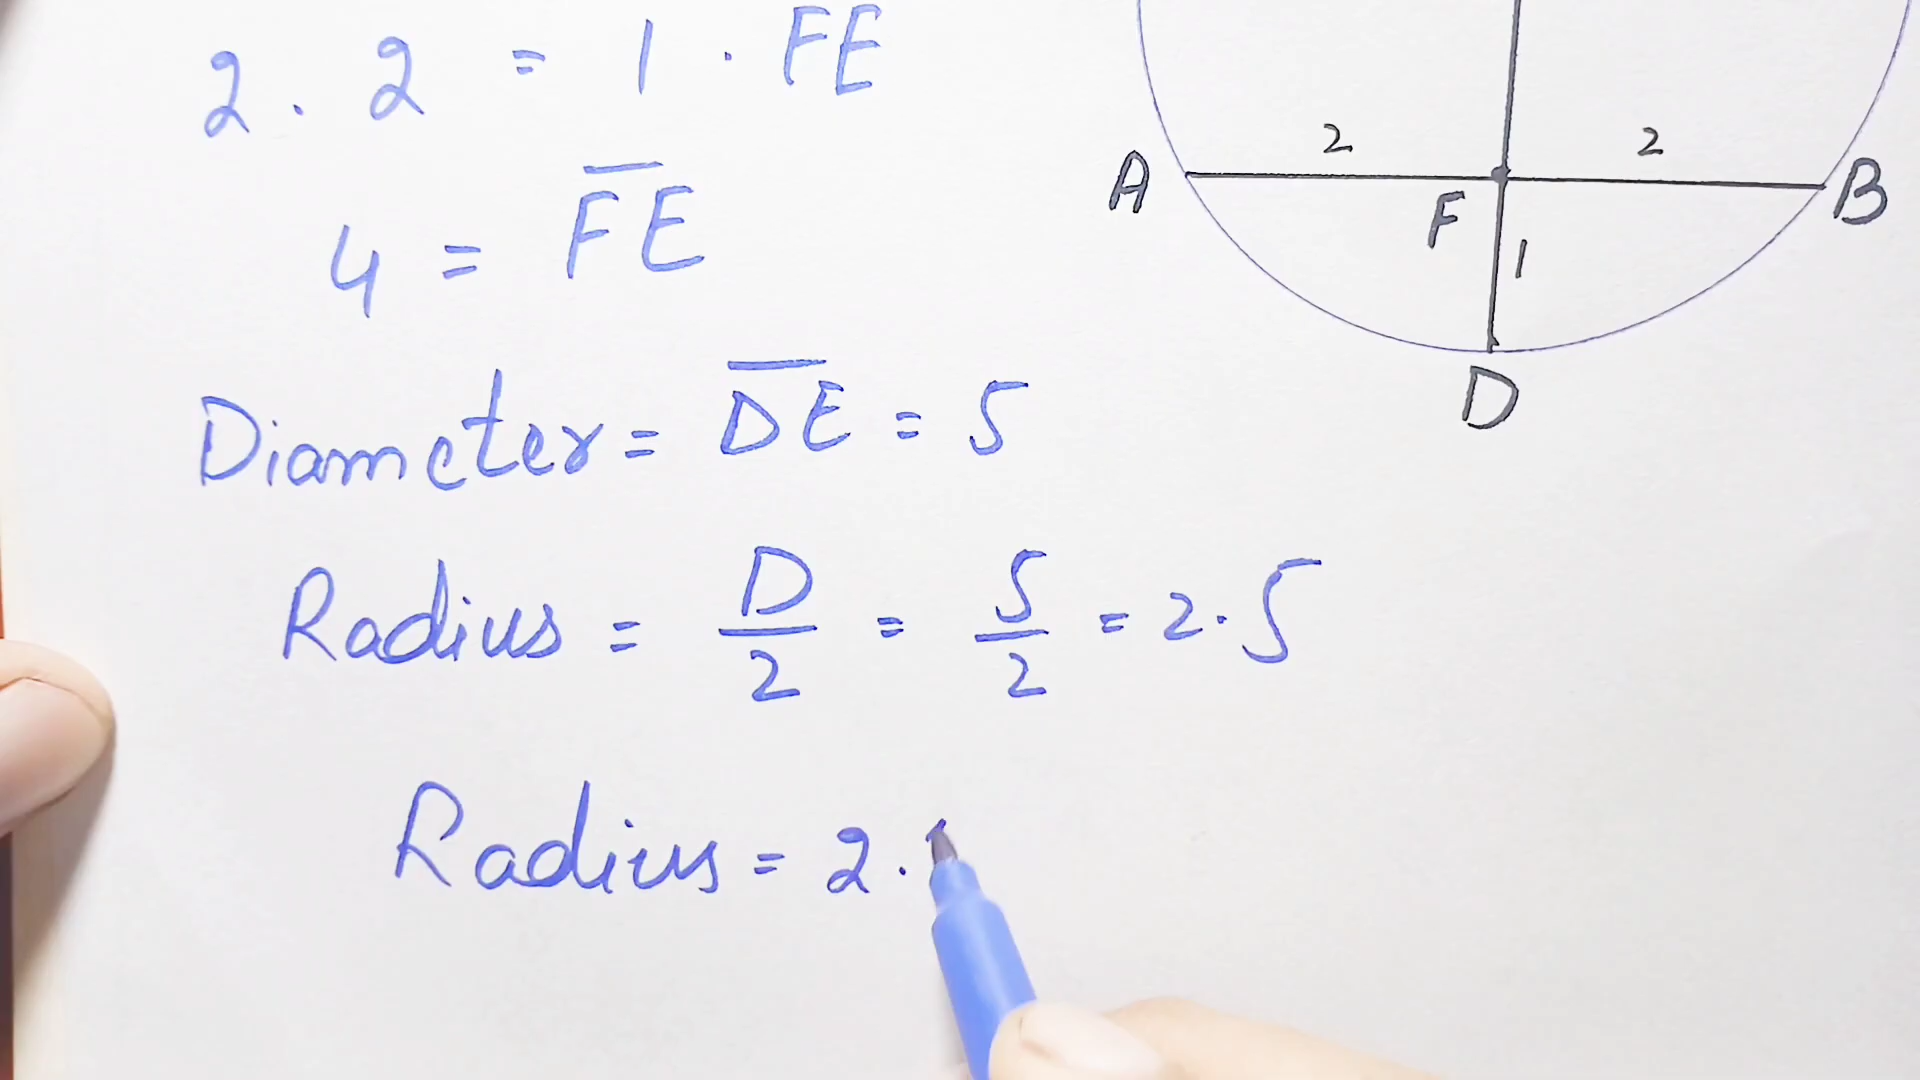 2 . 2 = 1 . FE
4 = FE
Diameter = DE = 5
Radius = D/2 = 5/2 = 2.5
Radius = 2.
2 2
A F B
1
D